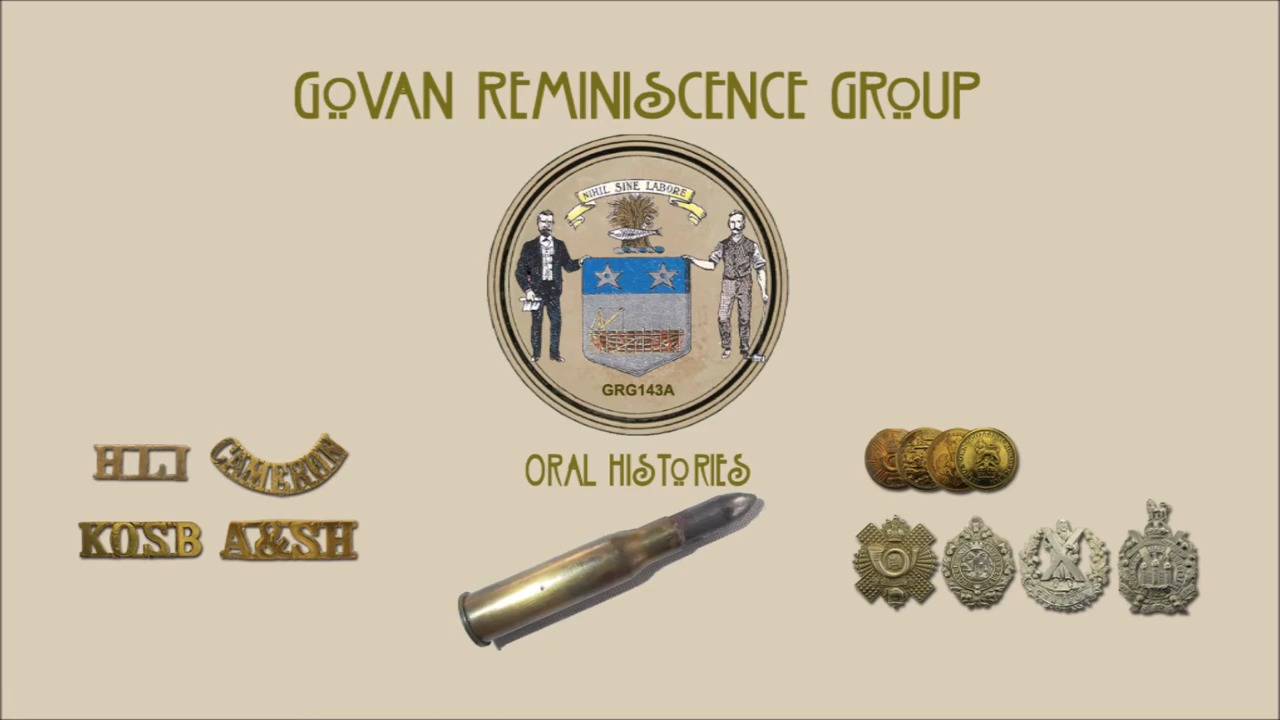 GOVAN REMINISCENCE GROUP
NIHIL SINE LABORE
GRG143A
ORAL HISTORIES
HLI
CAMERON
KOSB
A&SH